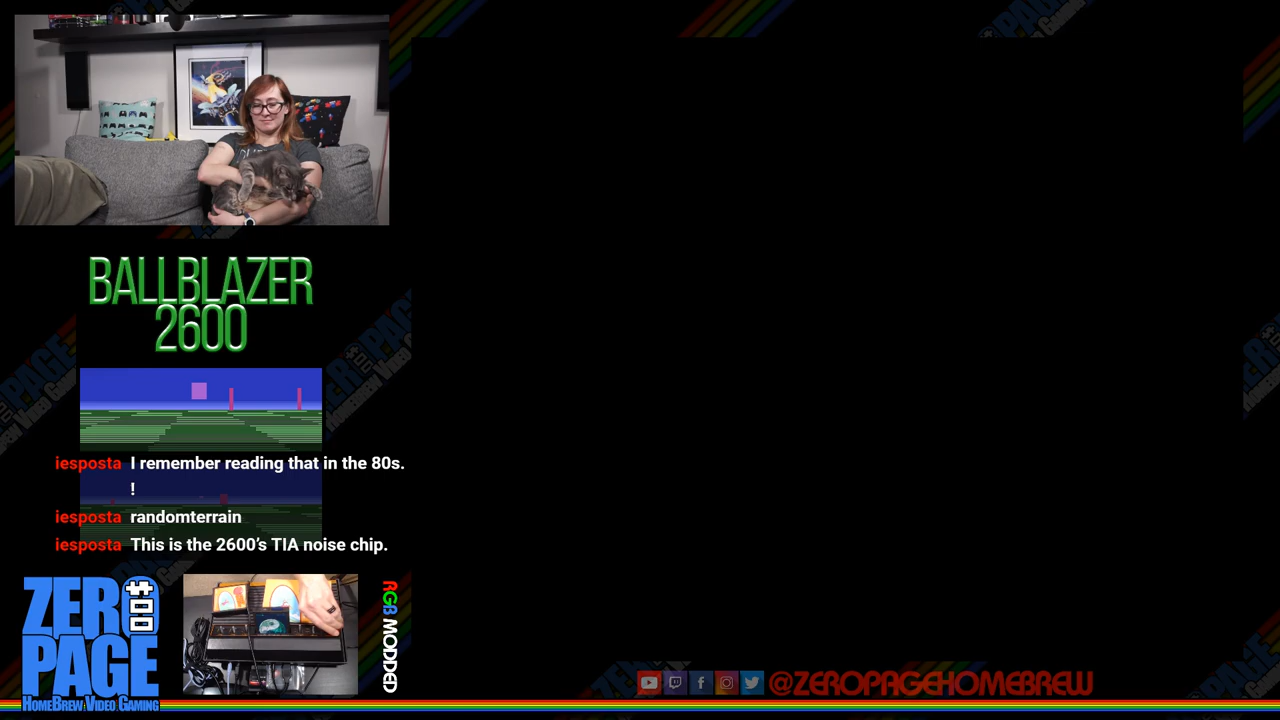 BALLBLAZER
2600
iesposta I remember reading that in the 80s.
!
iesposta randomterrain
iesposta This is the 2600's TIA noise chip.
ZERO
PAGE
HOMEBREW VIDEO GAMING
RGB MODDED
@ZEROPAGEHOMEBREW